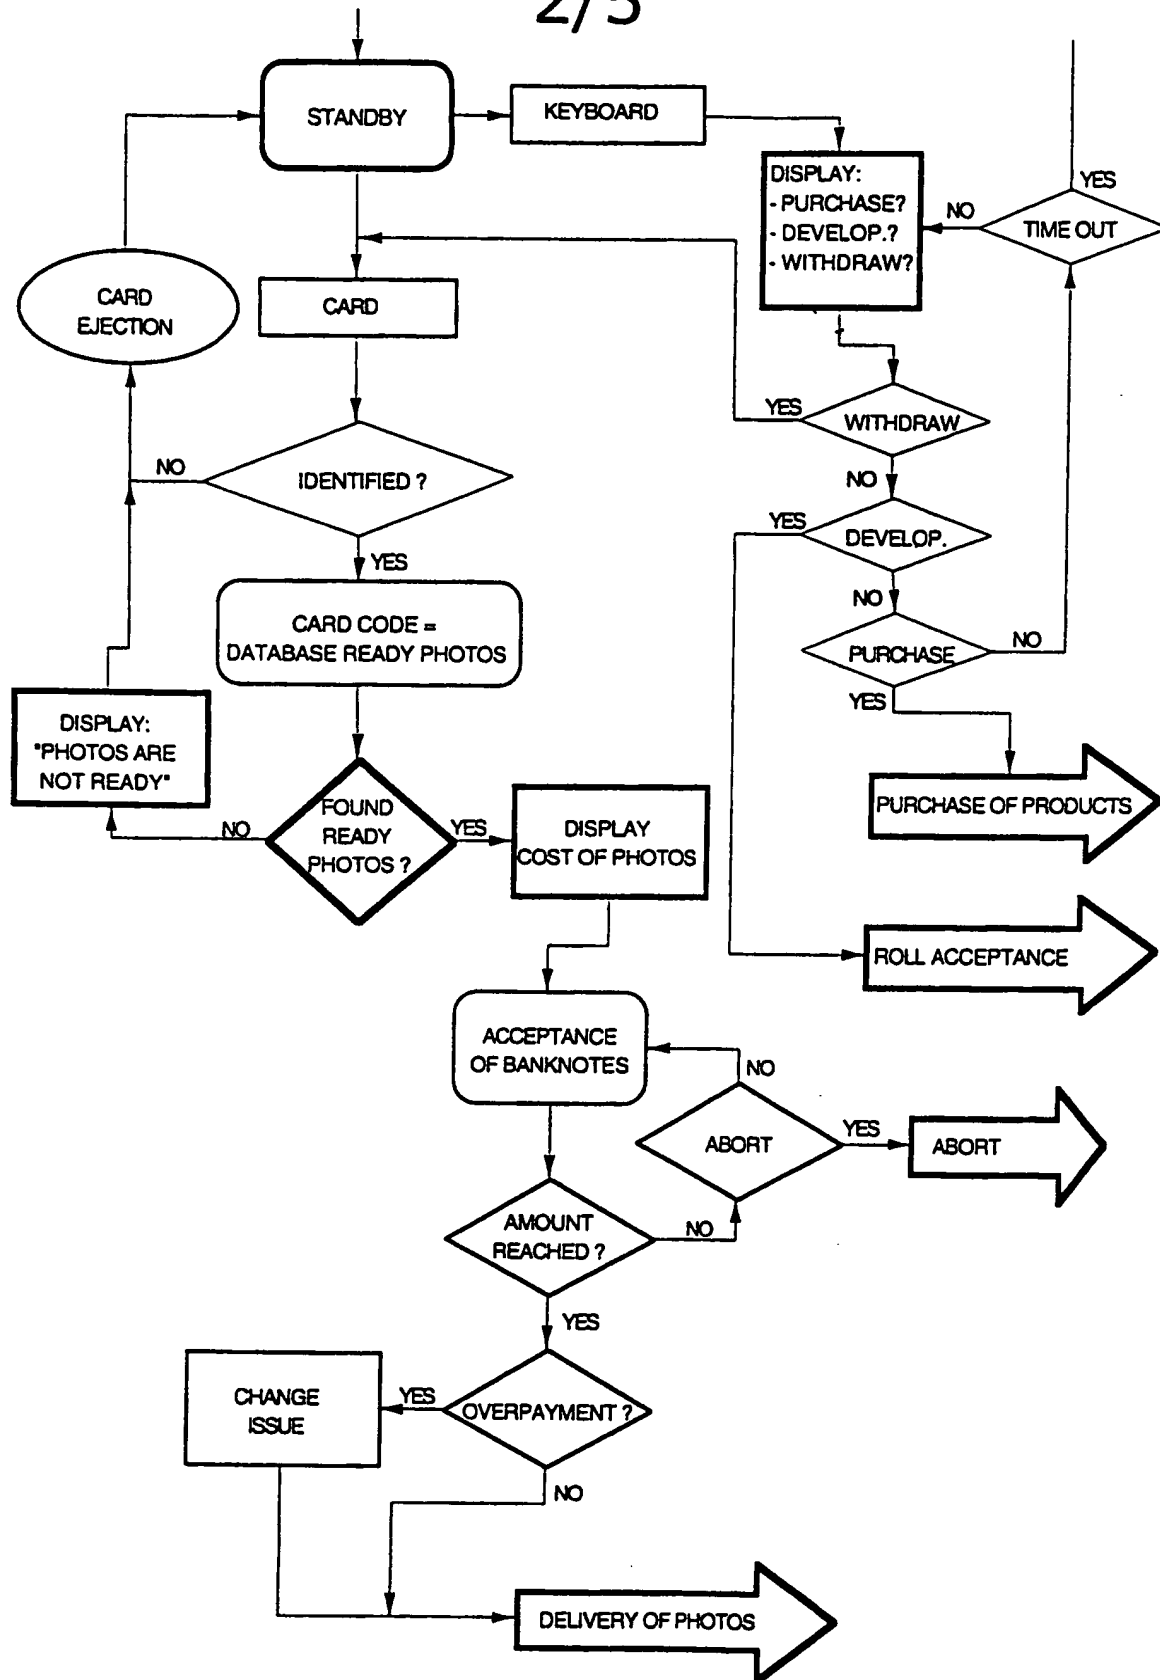 2/5
STANDBY
KEYBOARD
DISPLAY:
- PURCHASE?
- DEVELOP.?
- WITHDRAW?
YES
NO
TIME OUT
CARD
EJECTION
CARD
YES
WITHDRAW
NO
IDENTIFIED ?
NO
YES
DEVELOP.
YES
NO
CARD CODE =
DATABASE READY PHOTOS
PURCHASE
NO
YES
DISPLAY:
"PHOTOS ARE
NOT READY"
FOUND
READY
PHOTOS ?
NO
YES
DISPLAY
COST OF PHOTOS
PURCHASE OF PRODUCTS
ROLL ACCEPTANCE
ACCEPTANCE
OF BANKNOTES
NO
ABORT
YES
ABORT
AMOUNT
REACHED ?
NO
YES
CHANGE
ISSUE
YES
OVERPAYMENT ?
NO
DELIVERY OF PHOTOS